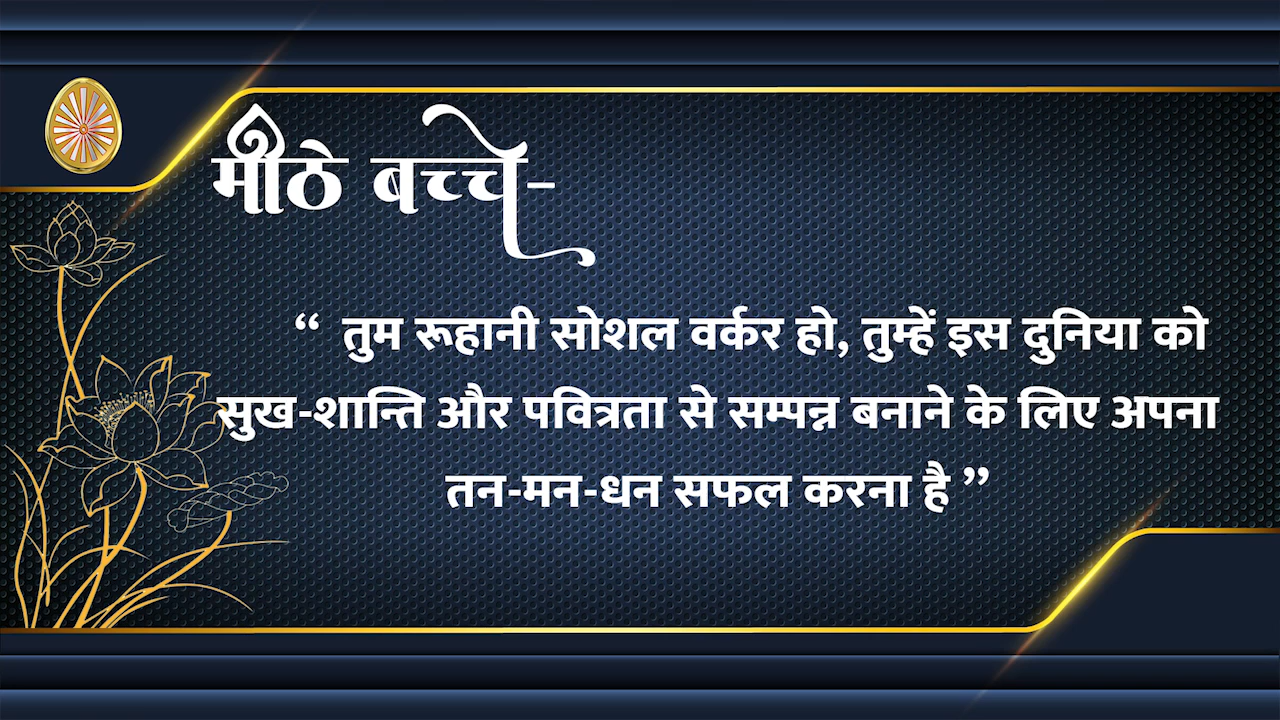 मीठे बच्चे-
“ तुम रूहानी सोशल वर्कर हो, तुम्हें इस दुनिया को
सुख-शान्ति और पवित्रता से सम्पन्न बनाने के लिए अपना
तन-मन-धन सफल करना है ”